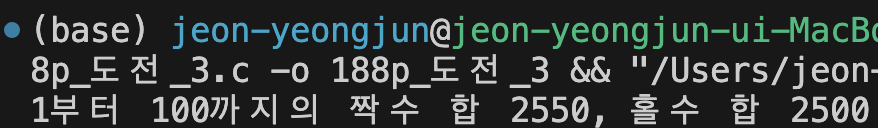 (base) jeon-yeongjun@jeon-yeongjun-ui-MacBo
8p_도전_3.c -o 188p_도전_3 && "/Users/jeon-
1부터 100까지의 짝수 합 2550, 홀수 합 2500